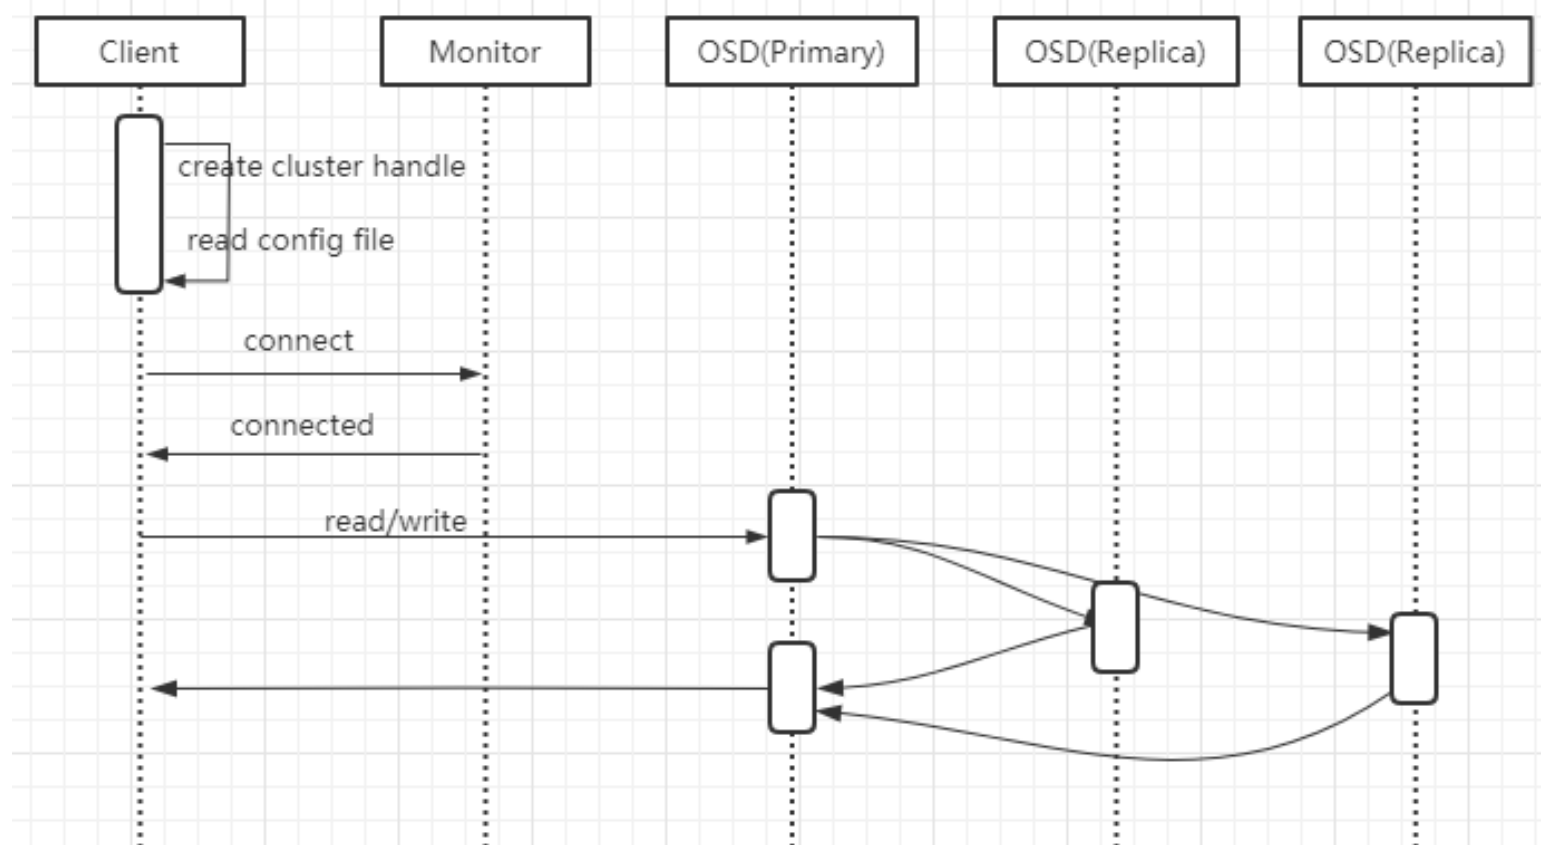 Client
Monitor
OSD(Primary)
OSD(Replica)
OSD(Replica)
create cluster handle
read config file
connect
connected
read/write